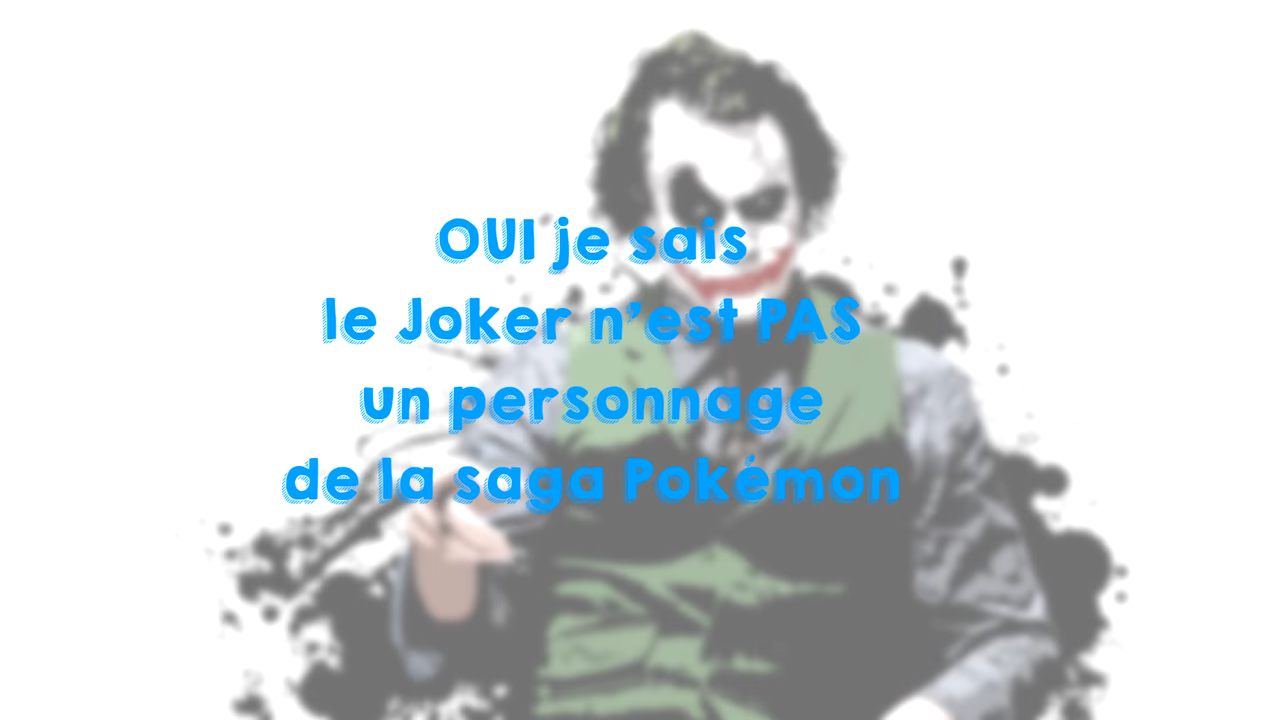 OUI je sais
le Joker n'est PAS
un personnage
de la saga Pokémon